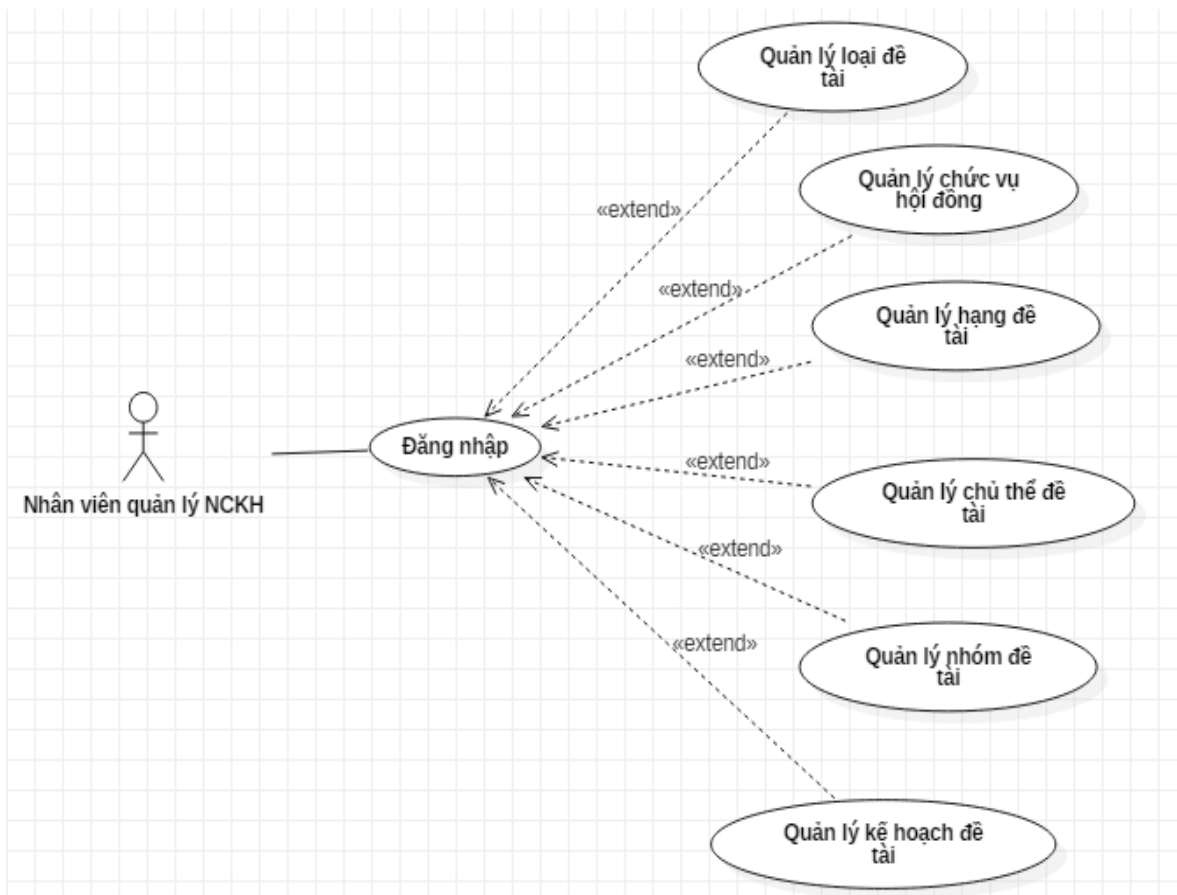 Quản lý loại đề
tài
Quản lý chức vụ
hội đồng
«extend»
«extend»
Quản lý hạng đề
tài
«extend»
Đăng nhập
«extend»
Quản lý chủ thể đề
tài
Nhân viên quản lý NCKH
«extend»
«extend»
Quản lý nhóm đề
tài
Quản lý kế hoạch đề
tài